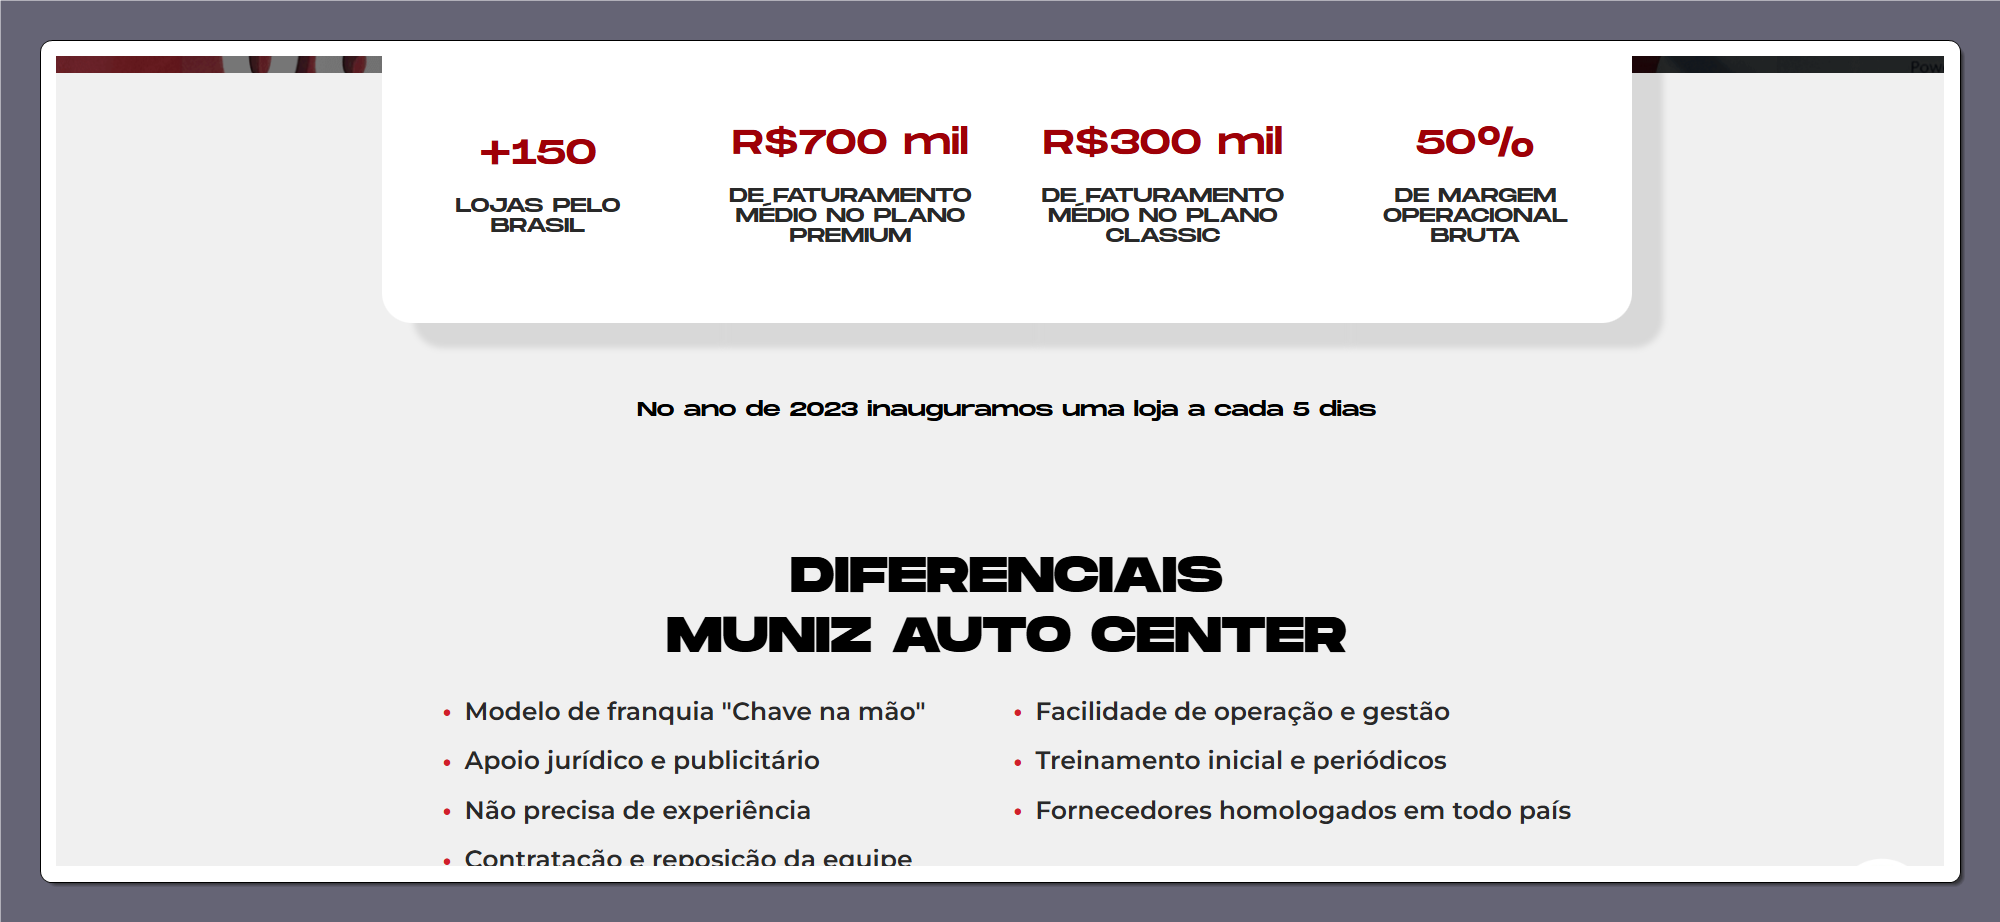 +150
LOJAS PELO
BRASIL
R$700 mil
DE FATURAMENTO
MÉDIO NO PLANO
PREMIUM
R$300 mil
DE FATURAMENTO
MÉDIO NO PLANO
CLASSIC
50%
DE MARGEM
OPERACIONAL
BRUTA
No ano de 2023 inauguramos uma loja a cada 5 dias
DIFERENCIAIS
MUNIZ AUTO CENTER
• Modelo de franquia "Chave na mão"
• Apoio jurídico e publicitário
• Não precisa de experiência
• Contratação e reposição da equipe
• Facilidade de operação e gestão
• Treinamento inicial e periódicos
• Fornecedores homologados em todo país